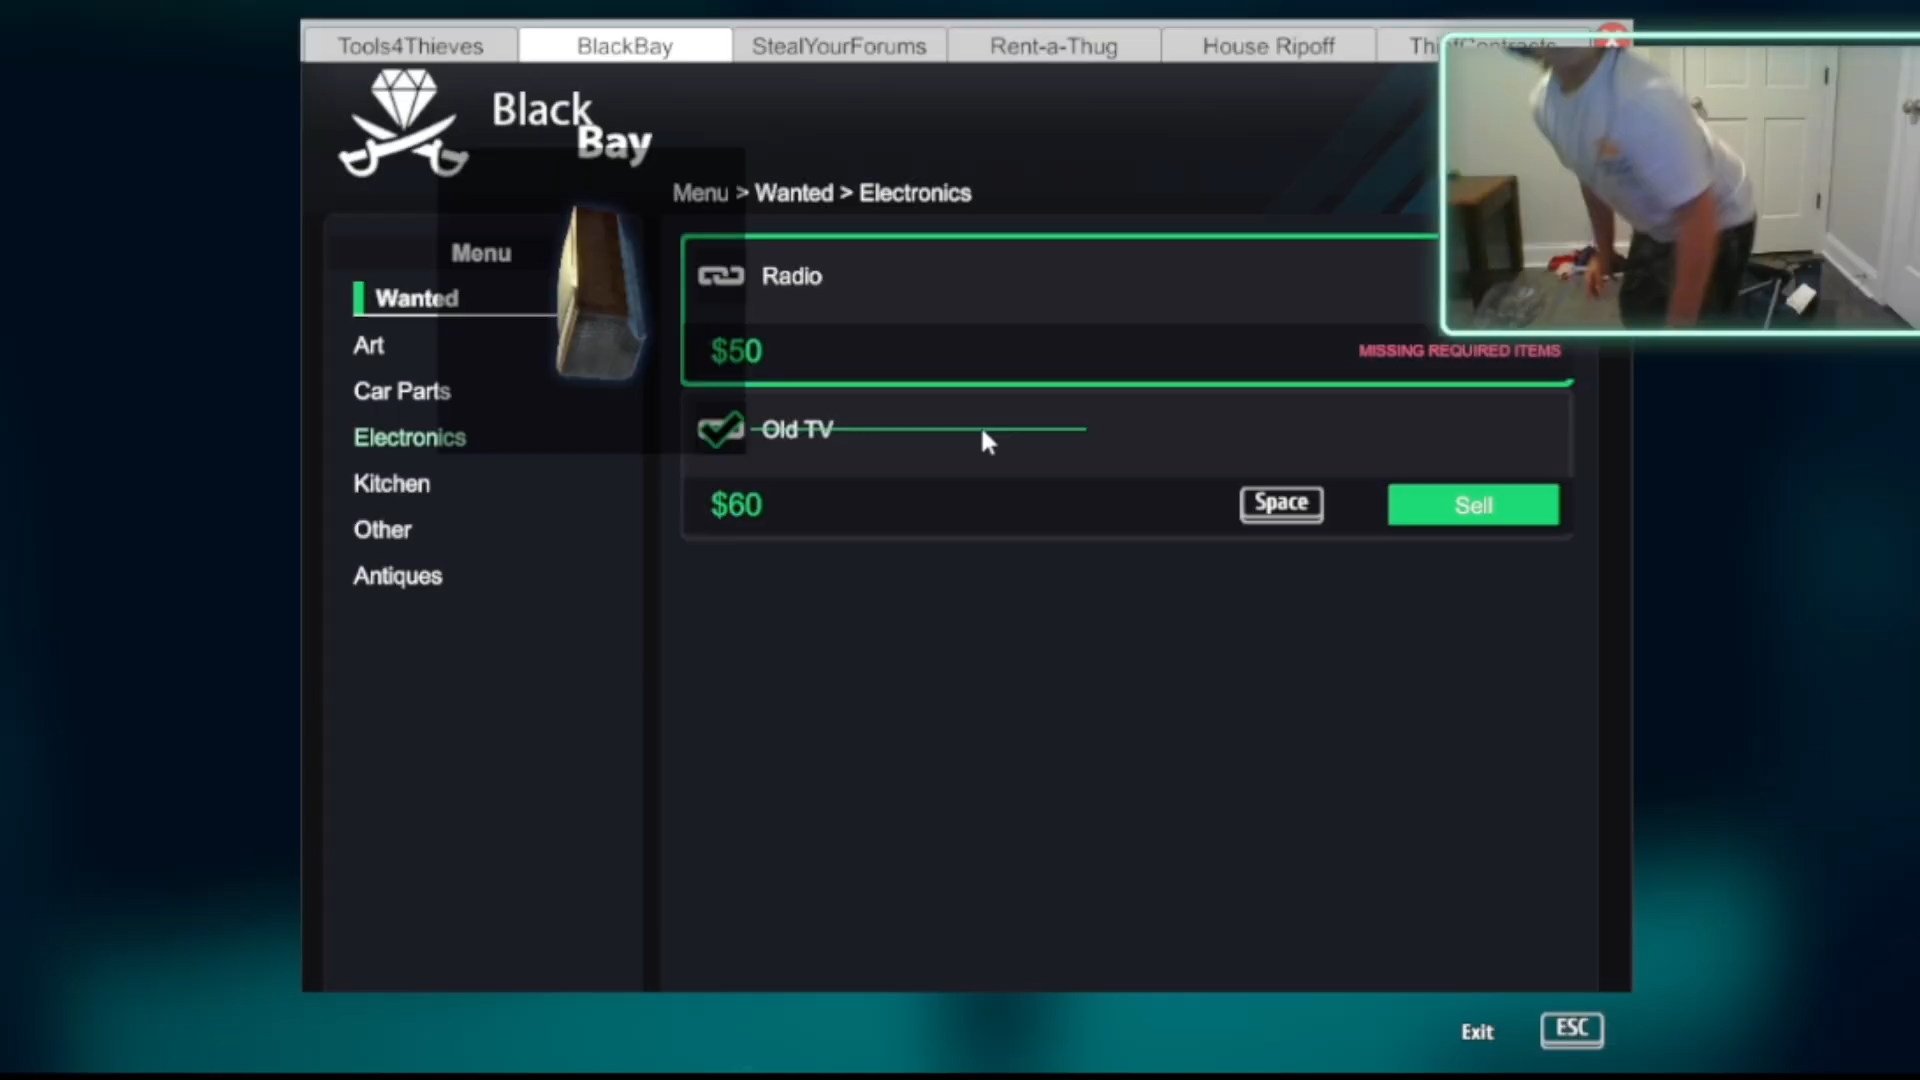 Tools4Thieves
BlackBay
StealYourForums
Rent-a-Thug
House Ripoff
ThiefContracts
Black
Bay
Menu > Wanted > Electronics
Menu
Wanted
Art
Car Parts
Electronics
Kitchen
Other
Antiques
Radio
$50
MISSING REQUIRED ITEMS
Old TV
$60
Space
Sell
Exit
ESC